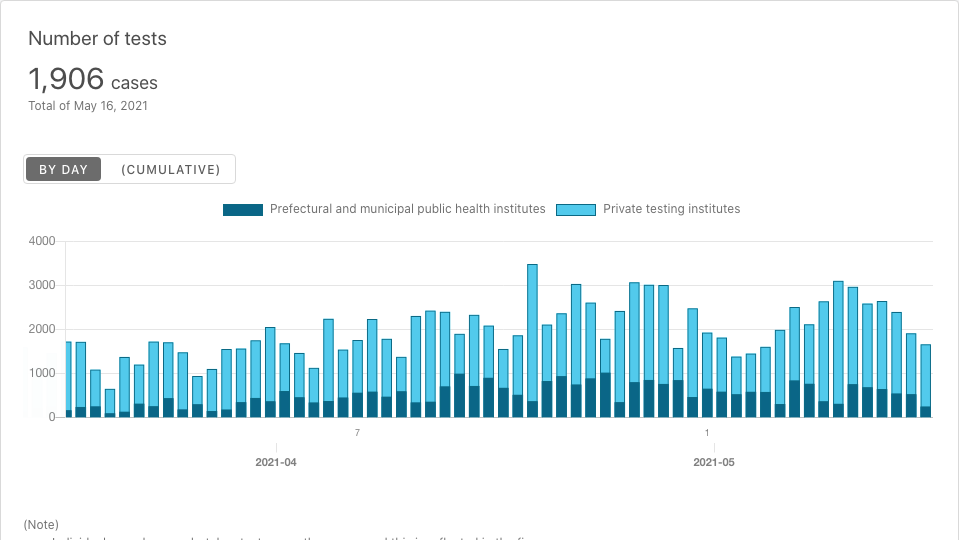 Number of tests
1,906 cases
Total of May 16, 2021
BY DAY (CUMULATIVE)
Prefectural and municipal public health institutes Private testing institutes
4000
3000
2000
1000
0
7 1
2021-04 2021-05
(Note)